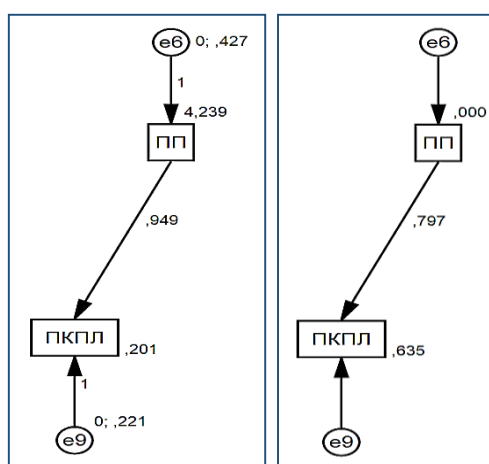 e6 0; ,427
1
4,239
ПП
,949
ПКПЛ
,201
1
0; ,221
e9
e6
,000
ПП
,797
ПКПЛ
,635
e9